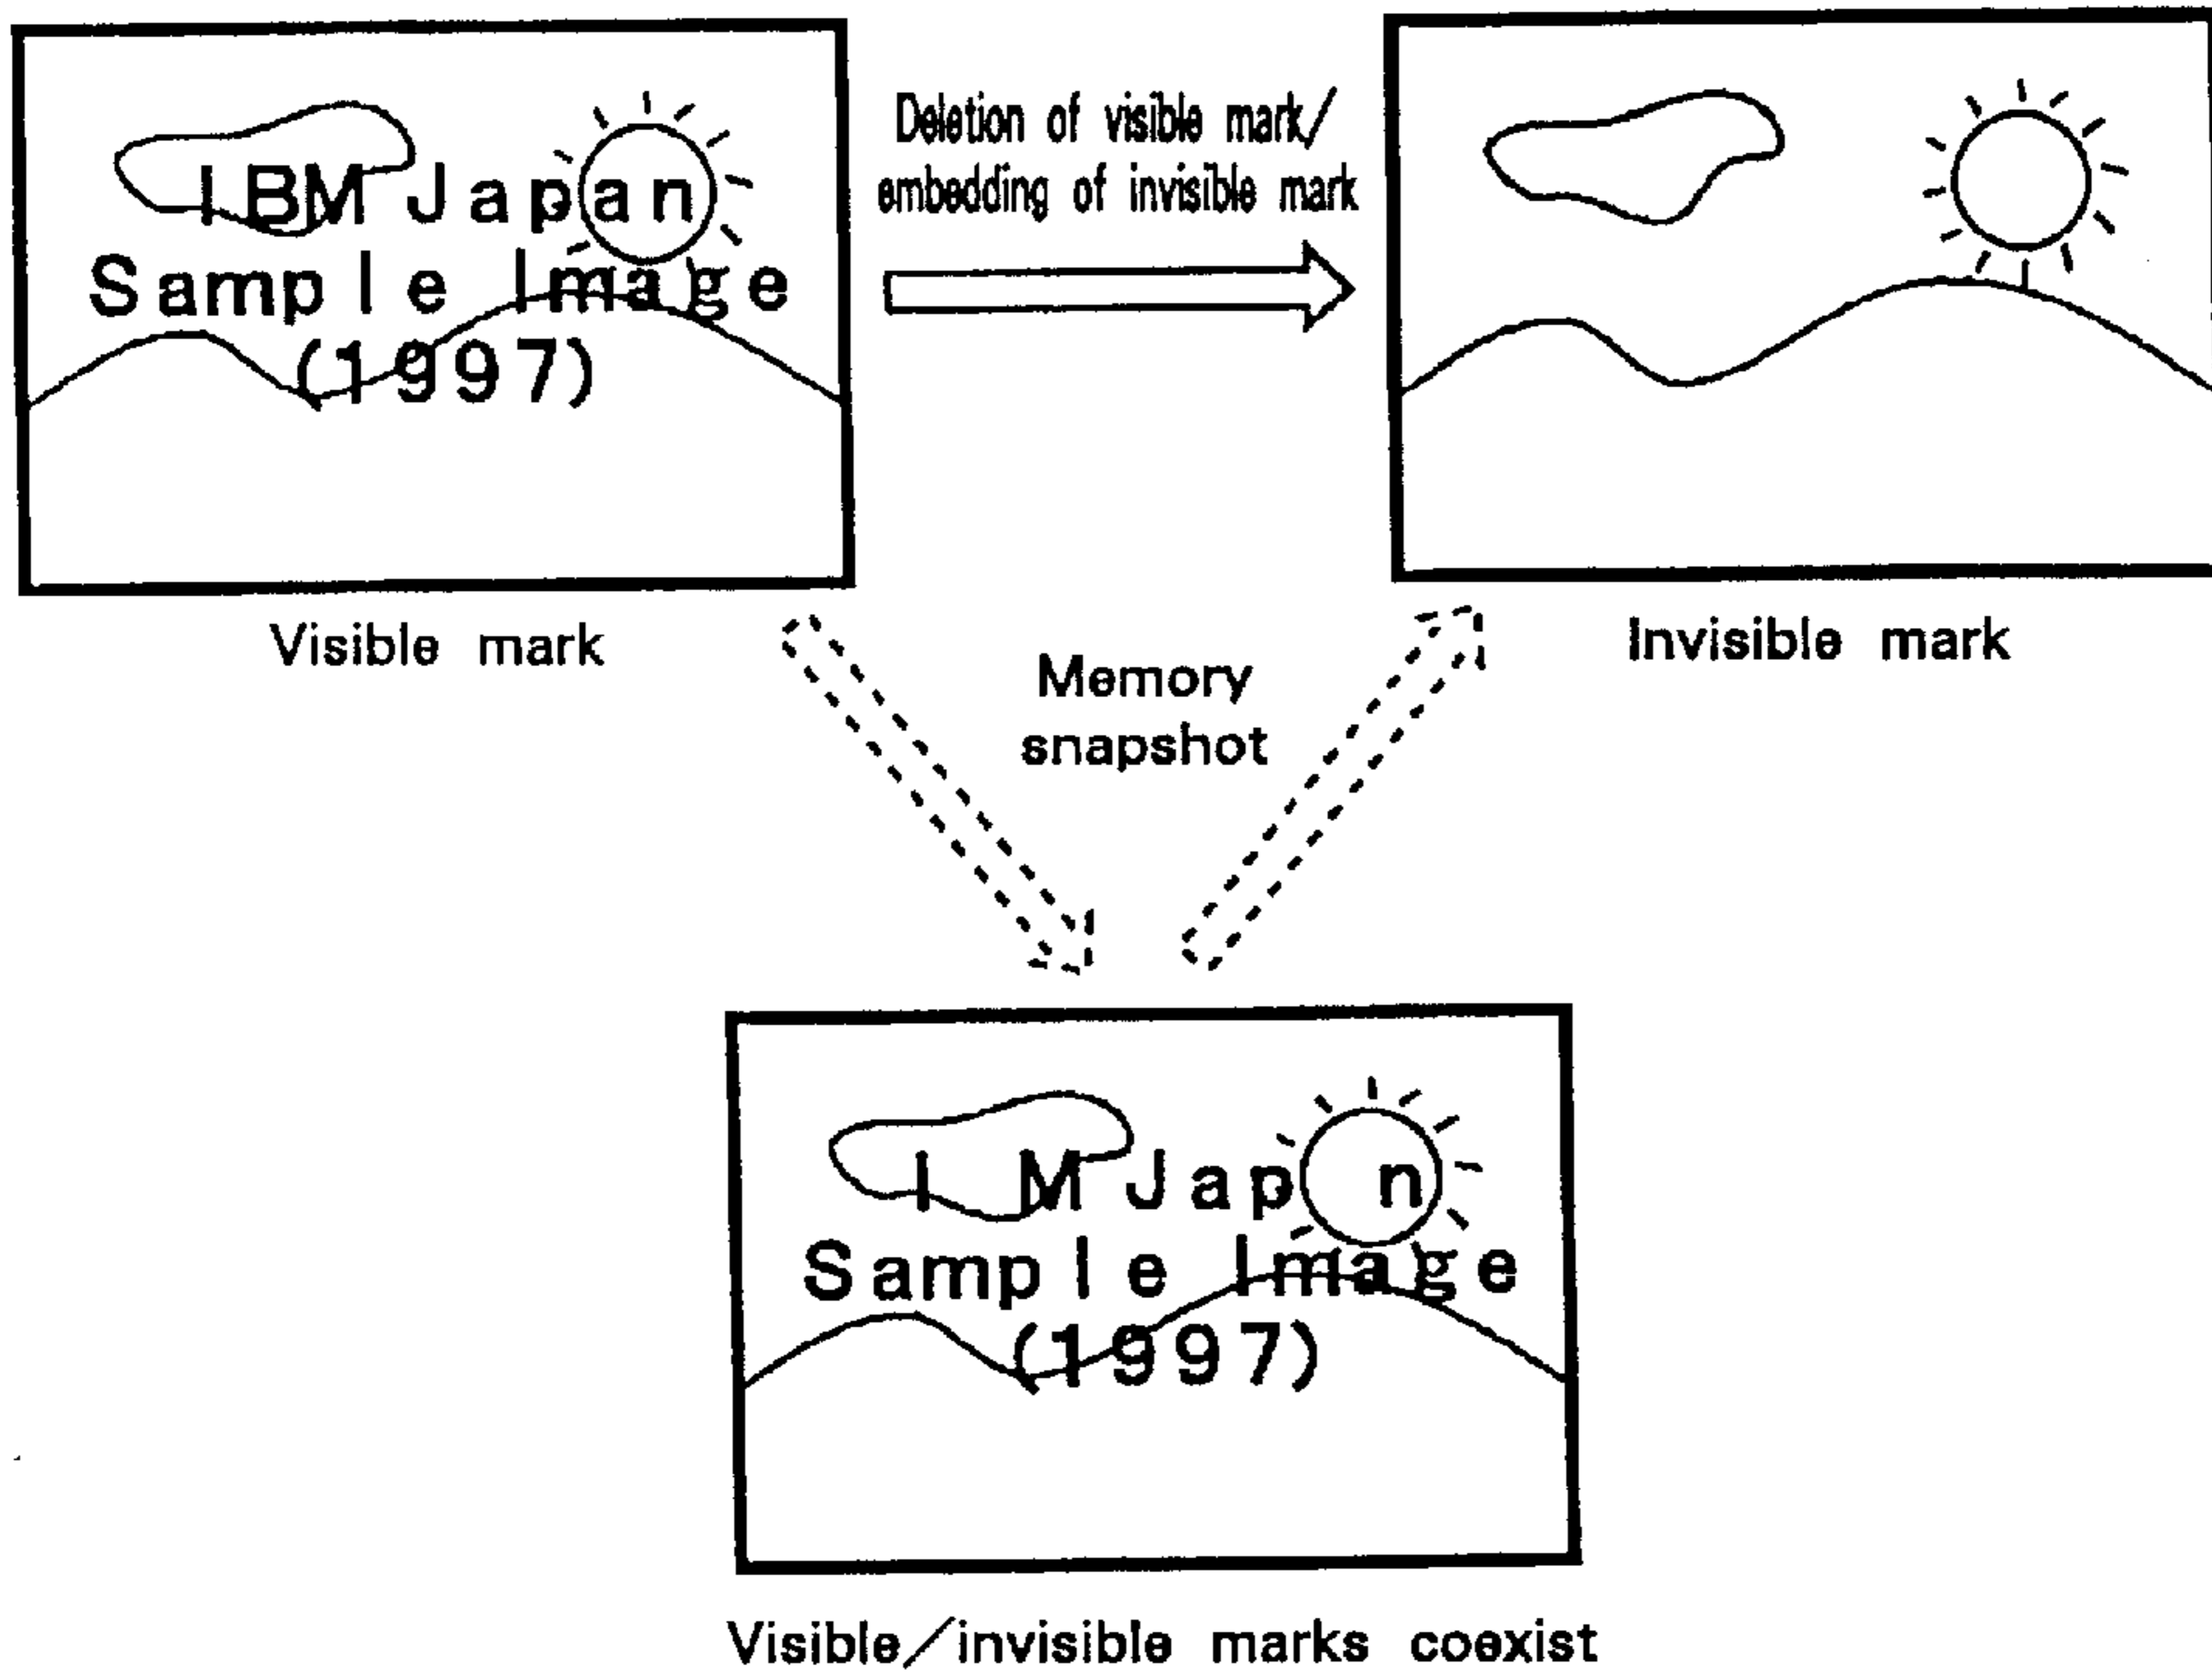 IBM Japan
Sample Image
(1997)
Deletion of visible mark/
embedding of invisible mark
Visible mark
Invisible mark
Memory
snapshot
I M Jap n
Sample Image
(1997)
Visible/invisible marks coexist